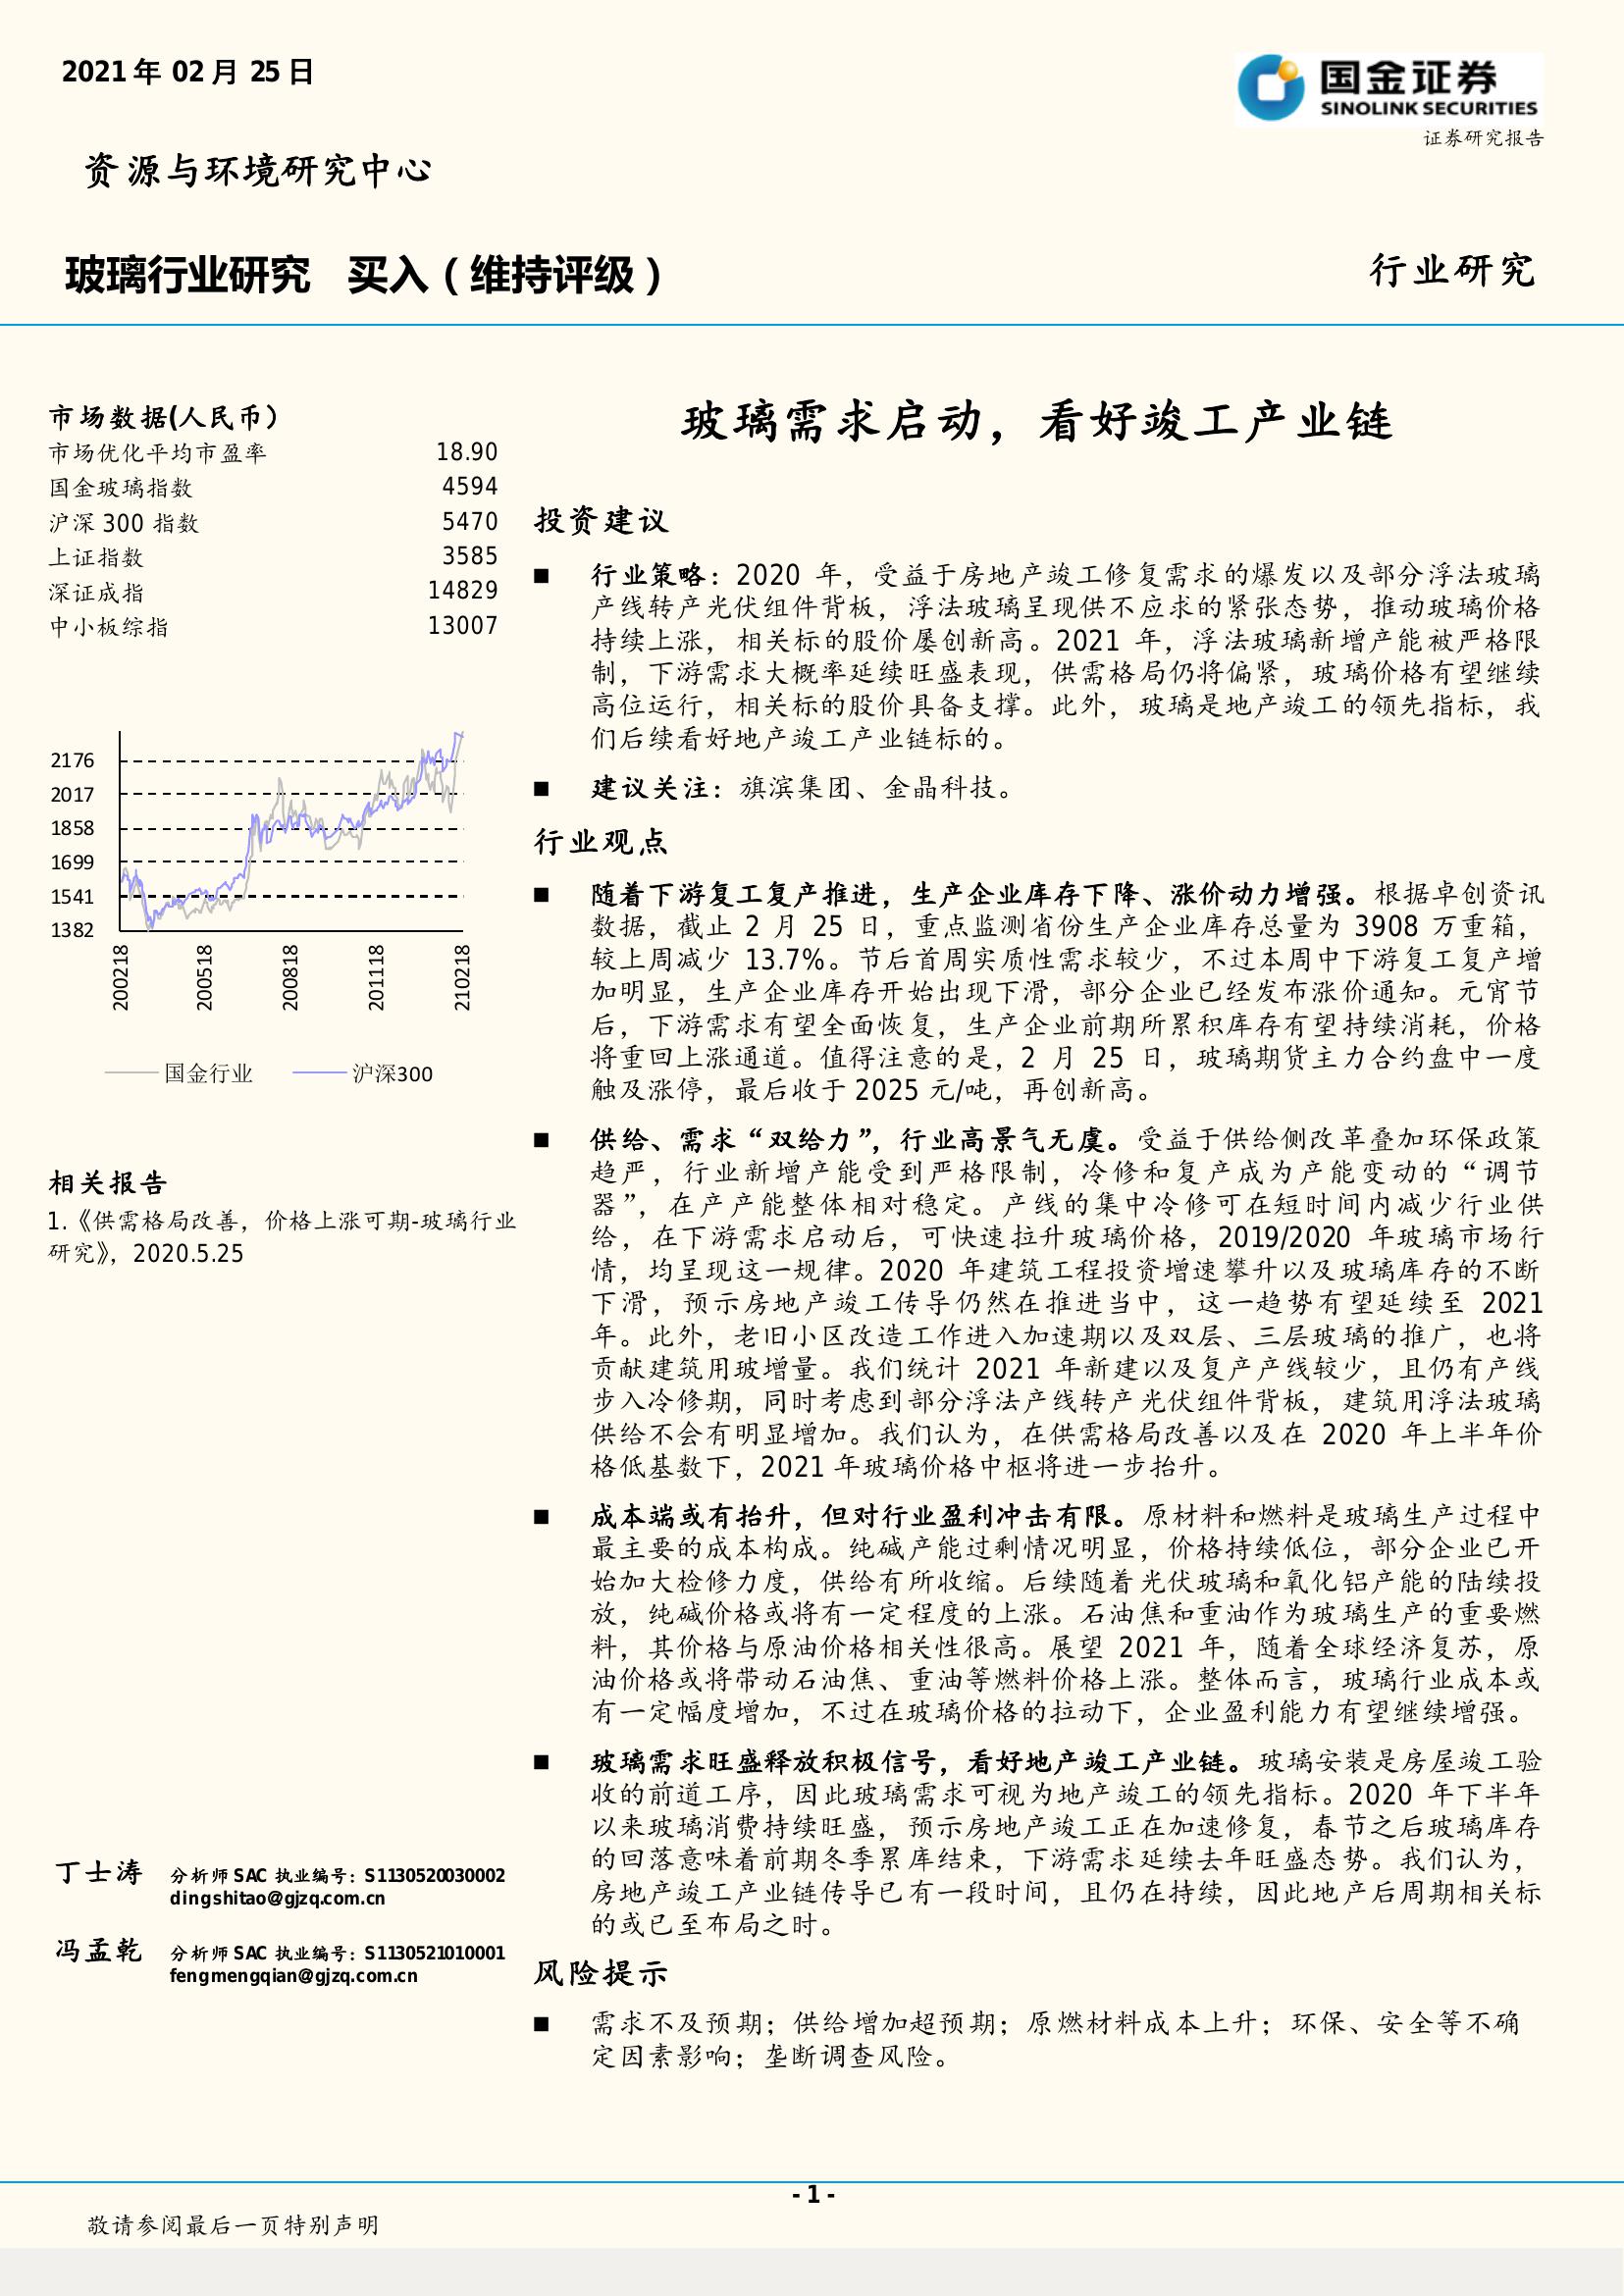 2021 年 02 月 25 日
国金证券
SINOLINK SECURITIES
证券研究报告
资源与环境研究中心
玻璃行业研究 买入（维持评级）
行业研究
市场数据(人民币）
市场优化平均市盈率 18.90
国金玻璃指数 4594
沪深 300 指数 5470
上证指数 3585
深证成指 14829
中小板综指 13007
2176
2017
1858
1699
1541
1382
200218
200518
200818
201118
210218
国金行业 沪深300
相关报告
1.《供需格局改善，价格上涨可期-玻璃行业
研究》，2020.5.25
丁士涛 分析师 SAC 执业编号：S1130520030002
dingshitao@gjzq.com.cn
冯孟乾 分析师 SAC 执业编号：S1130521010001
fengmengqian@gjzq.com.cn
玻璃需求启动，看好竣工产业链
投资建议
■ 行业策略：2020 年，受益于房地产竣工修复需求的爆发以及部分浮法玻璃
产线转产光伏组件背板，浮法玻璃呈现供不应求的紧张态势，推动玻璃价格
持续上涨，相关标的股价屡创新高。2021 年，浮法玻璃新增产能被严格限
制，下游需求大概率延续旺盛表现，供需格局仍将偏紧，玻璃价格有望继续
高位运行，相关标的股价具备支撑。此外，玻璃是地产竣工的领先指标，我
们后续看好地产竣工产业链标的。
■ 建议关注：旗滨集团、金晶科技。
行业观点
■ 随着下游复工复产推进，生产企业库存下降、涨价动力增强。根据卓创资讯
数据，截止 2 月 25 日，重点监测省份生产企业库存总量为 3908 万重箱，
较上周减少 13.7%。节后首周实质性需求较少，不过本周中下游复工复产增
加明显，生产企业库存开始出现下滑，部分企业已经发布涨价通知。元宵节
后，下游需求有望全面恢复，生产企业前期所累积库存有望持续消耗，价格
将重回上涨通道。值得注意的是，2 月 25 日，玻璃期货主力合约盘中一度
触及涨停，最后收于 2025 元/吨，再创新高。
■ 供给、需求“双给力”，行业高景气无虞。受益于供给侧改革叠加环保政策
趋严，行业新增产能受到严格限制，冷修和复产成为产能变动的“调节
器”，在产产能整体相对稳定。产线的集中冷修可在短时间内减少行业供
给，在下游需求启动后，可快速拉升玻璃价格，2019/2020 年玻璃市场行
情，均呈现这一规律。2020 年建筑工程投资增速攀升以及玻璃库存的不断
下滑，预示房地产竣工传导仍然在推进当中，这一趋势有望延续至 2021
年。此外，老旧小区改造工作进入加速期以及双层、三层玻璃的推广，也将
贡献建筑用玻增量。我们统计 2021 年新建以及复产产线较少，且仍有产线
步入冷修期，同时考虑到部分浮法产线转产光伏组件背板，建筑用浮法玻璃
供给不会有明显增加。我们认为，在供需格局改善以及在 2020 年上半年价
格低基数下，2021 年玻璃价格中枢将进一步抬升。
■ 成本端或有抬升，但对行业盈利冲击有限。原材料和燃料是玻璃生产过程中
最主要的成本构成。纯碱产能过剩情况明显，价格持续低位，部分企业已开
始加大检修力度，供给有所收缩。后续随着光伏玻璃和氧化铝产能的陆续投
放，纯碱价格或将有一定程度的上涨。石油焦和重油作为玻璃生产的重要燃
料，其价格与原油价格相关性很高。展望 2021 年，随着全球经济复苏，原
油价格或将带动石油焦、重油等燃料价格上涨。整体而言，玻璃行业成本或
有一定幅度增加，不过在玻璃价格的拉动下，企业盈利能力有望继续增强。
■ 玻璃需求旺盛释放积极信号，看好地产竣工产业链。玻璃安装是房屋竣工验
收的前道工序，因此玻璃需求可视为地产竣工的领先指标。2020 年下半年
以来玻璃消费持续旺盛，预示房地产竣工正在加速修复，春节之后玻璃库存
的回落意味着前期冬季累库结束，下游需求延续去年旺盛态势。我们认为，
房地产竣工产业链传导已有一段时间，且仍在持续，因此地产后周期相关标
的或已至布局之时。
风险提示
■ 需求不及预期；供给增加超预期；原燃材料成本上升；环保、安全等不确
定因素影响；垄断调查风险。
- 1 -
敬请参阅最后一页特别声明